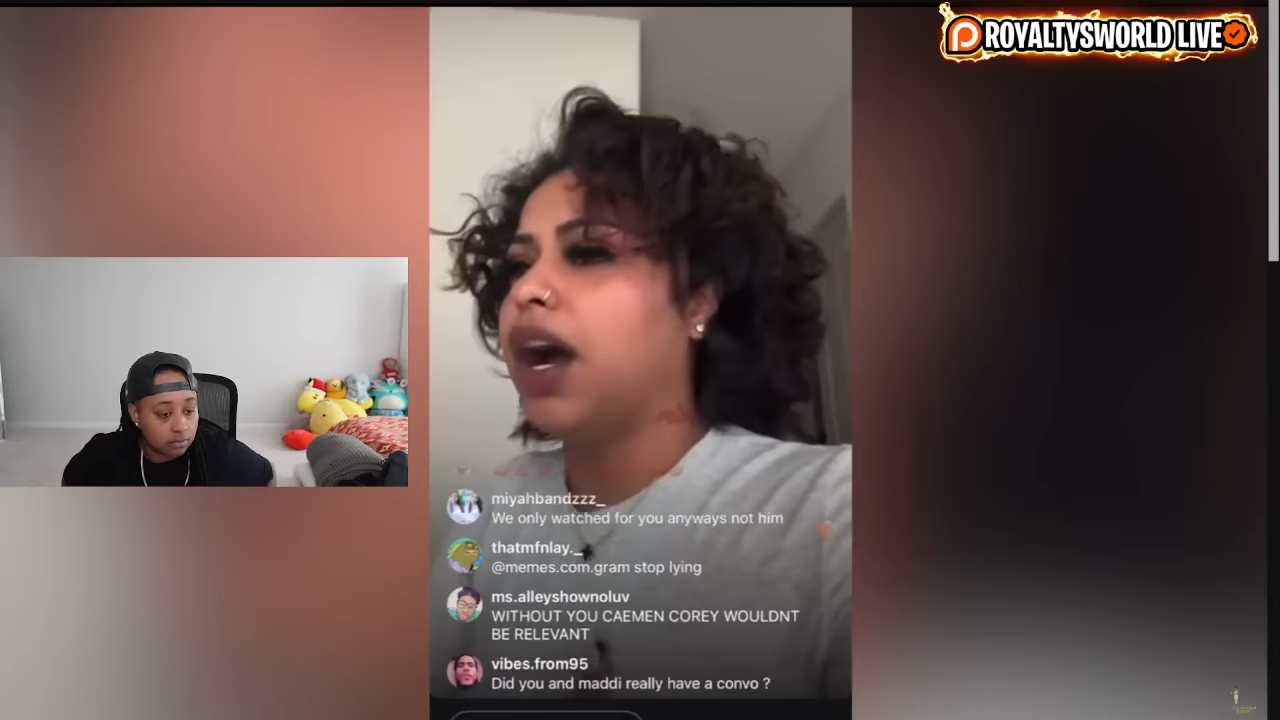 ROYALTYSWORLD LIVE
miyahbandzzz_
We only watched for you anyways not him
thatmfnlay._
@memes.com.gram stop lying
ms.alleyshownoluv
WITHOUT YOU CAEMEN COREY WOULDNT
BE RELEVANT
vibes.from95
Did you and maddi really have a convo ?